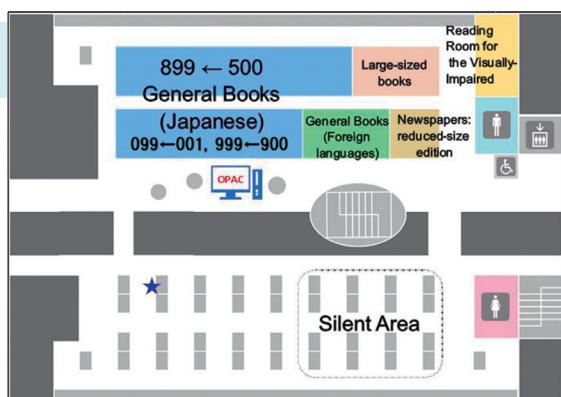 Reading
Room for
the Visually-
Impaired
899 ← 500
General Books
(Japanese)
099←001, 999←900
Large-sized
books
General Books
(Foreign
languages)
Newspapers:
reduced-size
edition
OPAC
Silent Area